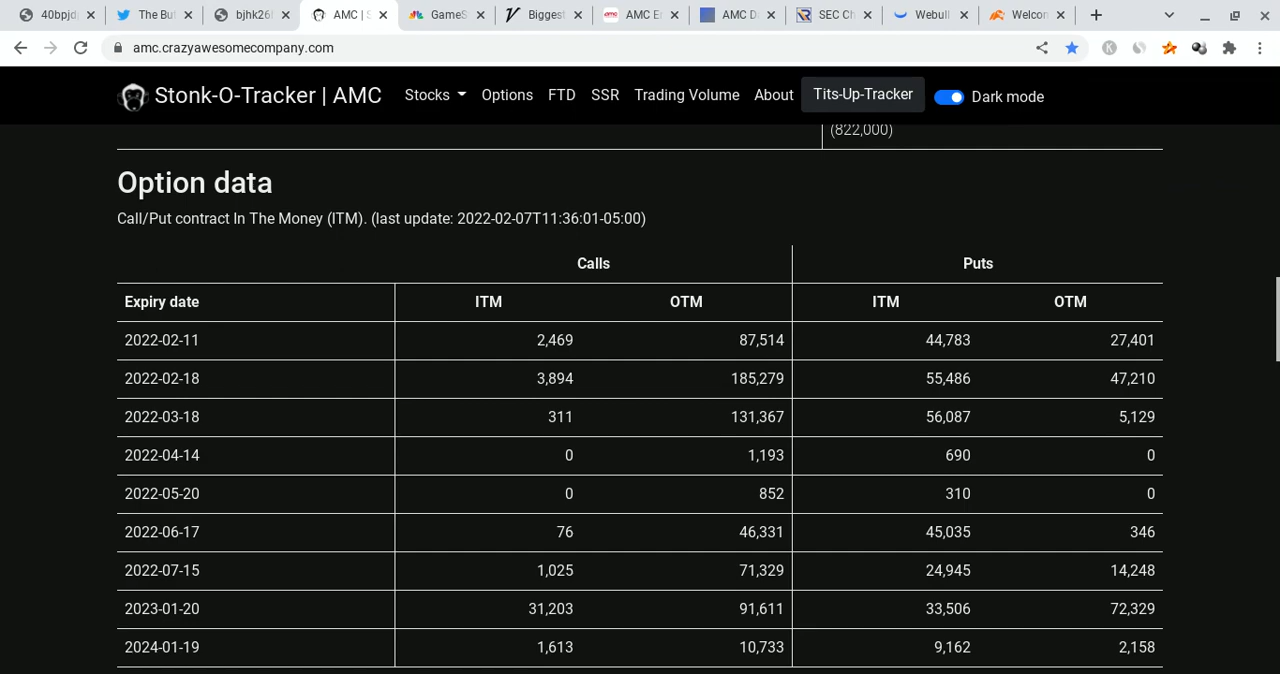 40bpjdj
The But
bjhk26l
AMC | S
GameS
Biggest
AMC En
AMC D
SEC Ch
Webull
Welcom
amc.crazyawesomecompany.com
Stonk-O-Tracker | AMC Stocks Options FTD SSR Trading Volume About Tits-Up-Tracker Dark mode
(822,000)
Option data
Call/Put contract In The Money (ITM). (last update: 2022-02-07T11:36:01-05:00)
Calls Puts
Expiry date ITM OTM ITM OTM
2022-02-11 2,469 87,514 44,783 27,401
2022-02-18 3,894 185,279 55,486 47,210
2022-03-18 311 131,367 56,087 5,129
2022-04-14 0 1,193 690 0
2022-05-20 0 852 310 0
2022-06-17 76 46,331 45,035 346
2022-07-15 1,025 71,329 24,945 14,248
2023-01-20 31,203 91,611 33,506 72,329
2024-01-19 1,613 10,733 9,162 2,158